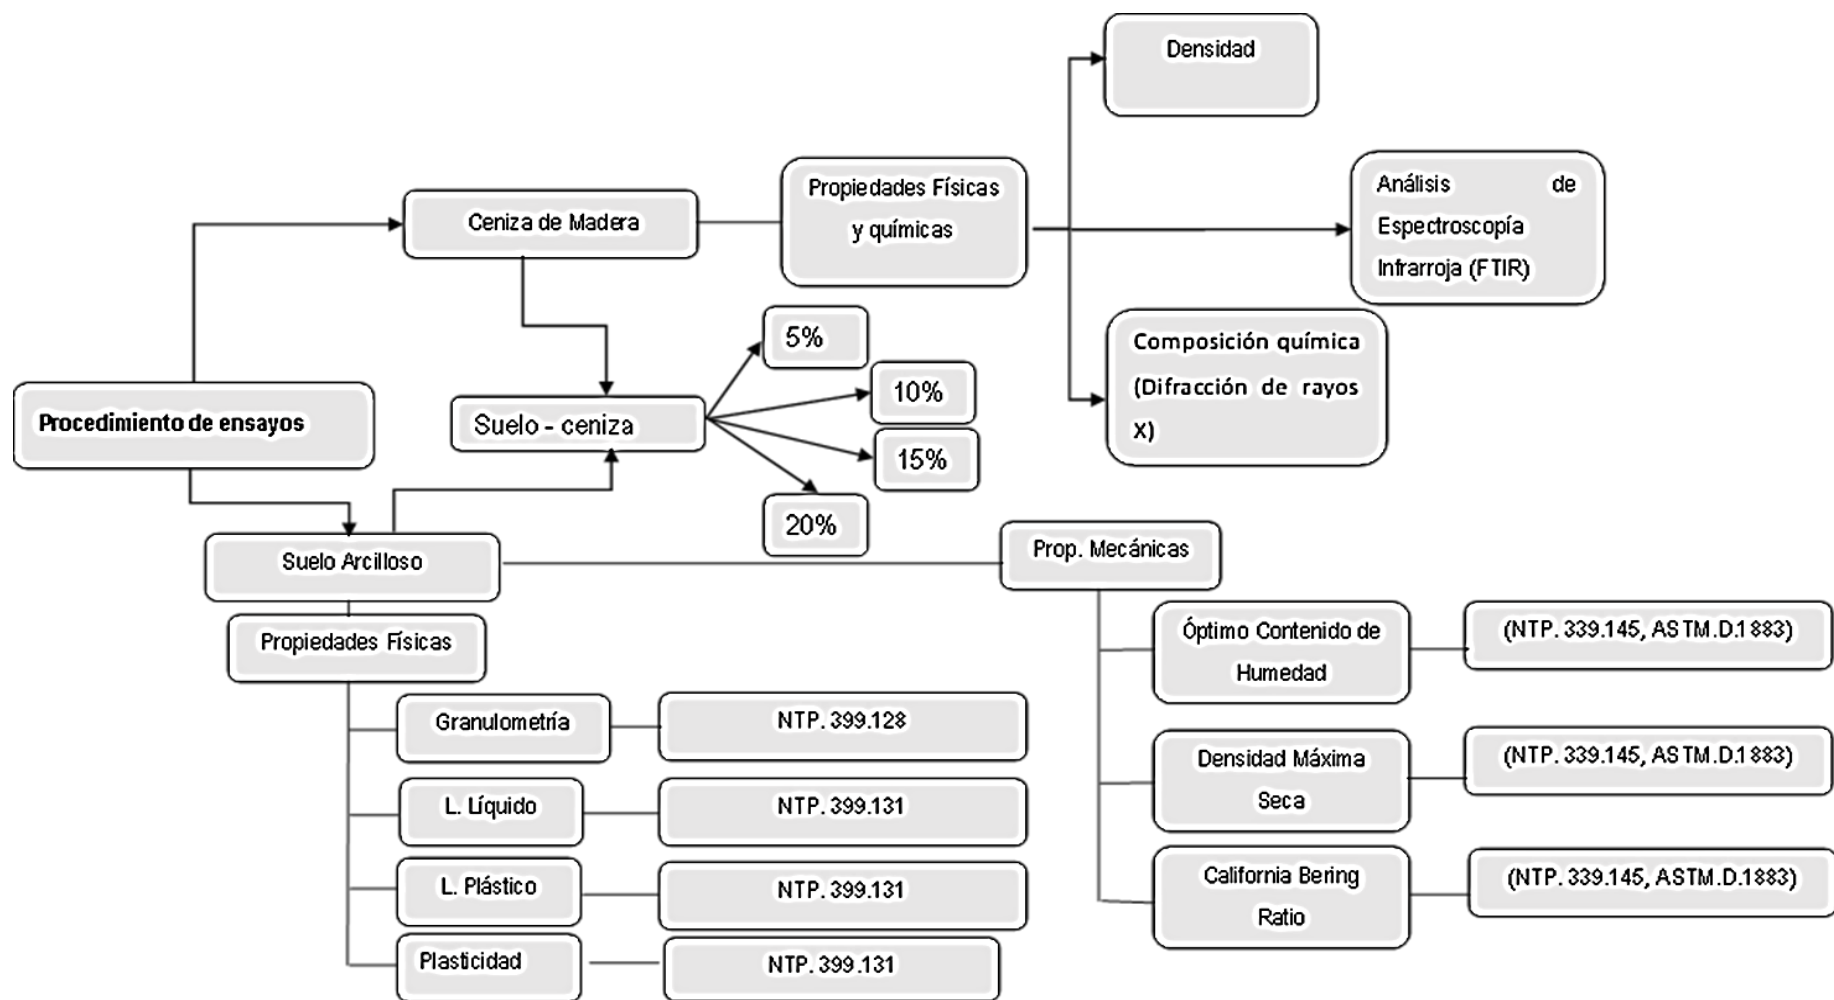 Densidad
Propiedades Físicas
y químicas
Análisis de
Espectroscopía
Infrarroja (FTIR)
Ceniza de Madera
Composición química
(Difracción de rayos
X)
5%
10%
Procedimiento de ensayos
Suelo - ceniza
15%
20%
Suelo Arcilloso
Prop. Mecánicas
Propiedades Físicas
Óptimo Contenido de
Humedad
(NTP. 339.145, ASTM.D.1883)
Granulometría
NTP. 399.128
Densidad Máxima
Seca
(NTP. 339.145, ASTM.D.1883)
L. Líquido
NTP. 399.131
L. Plástico
NTP. 399.131
California Bering
Ratio
(NTP. 339.145, ASTM.D.1883)
Plasticidad
NTP. 399.131